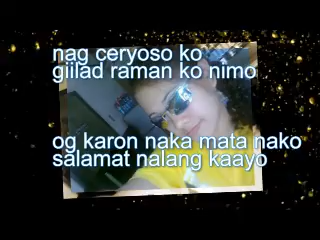 nag ceryoso ko
giilad raman ko nimo
og karon naka mata nako
salamat nalang kaayo